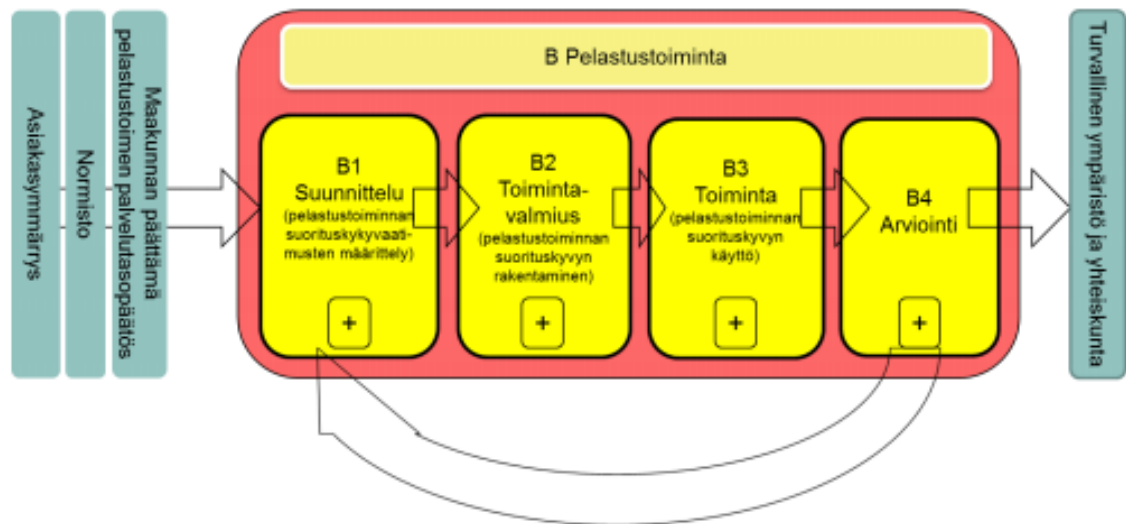 Asiakasymmärrys
Normisto
Maakunnan päättämä
pelastustoimen palvelutasopäätös
B Pelastustoiminta
B1
Suunnittelu
(pelastustoiminnan
suorituskykyvaati-
musten määrittely)
+
B2
Toiminta-
valmius
(pelastustoiminnan
suorituskyvyn
rakentaminen)
+
B3
Toiminta
(pelastustoiminnan
suorituskyvyn
käyttö)
+
B4
Arviointi
+
Turvallinen ympäristö ja yhteiskunta